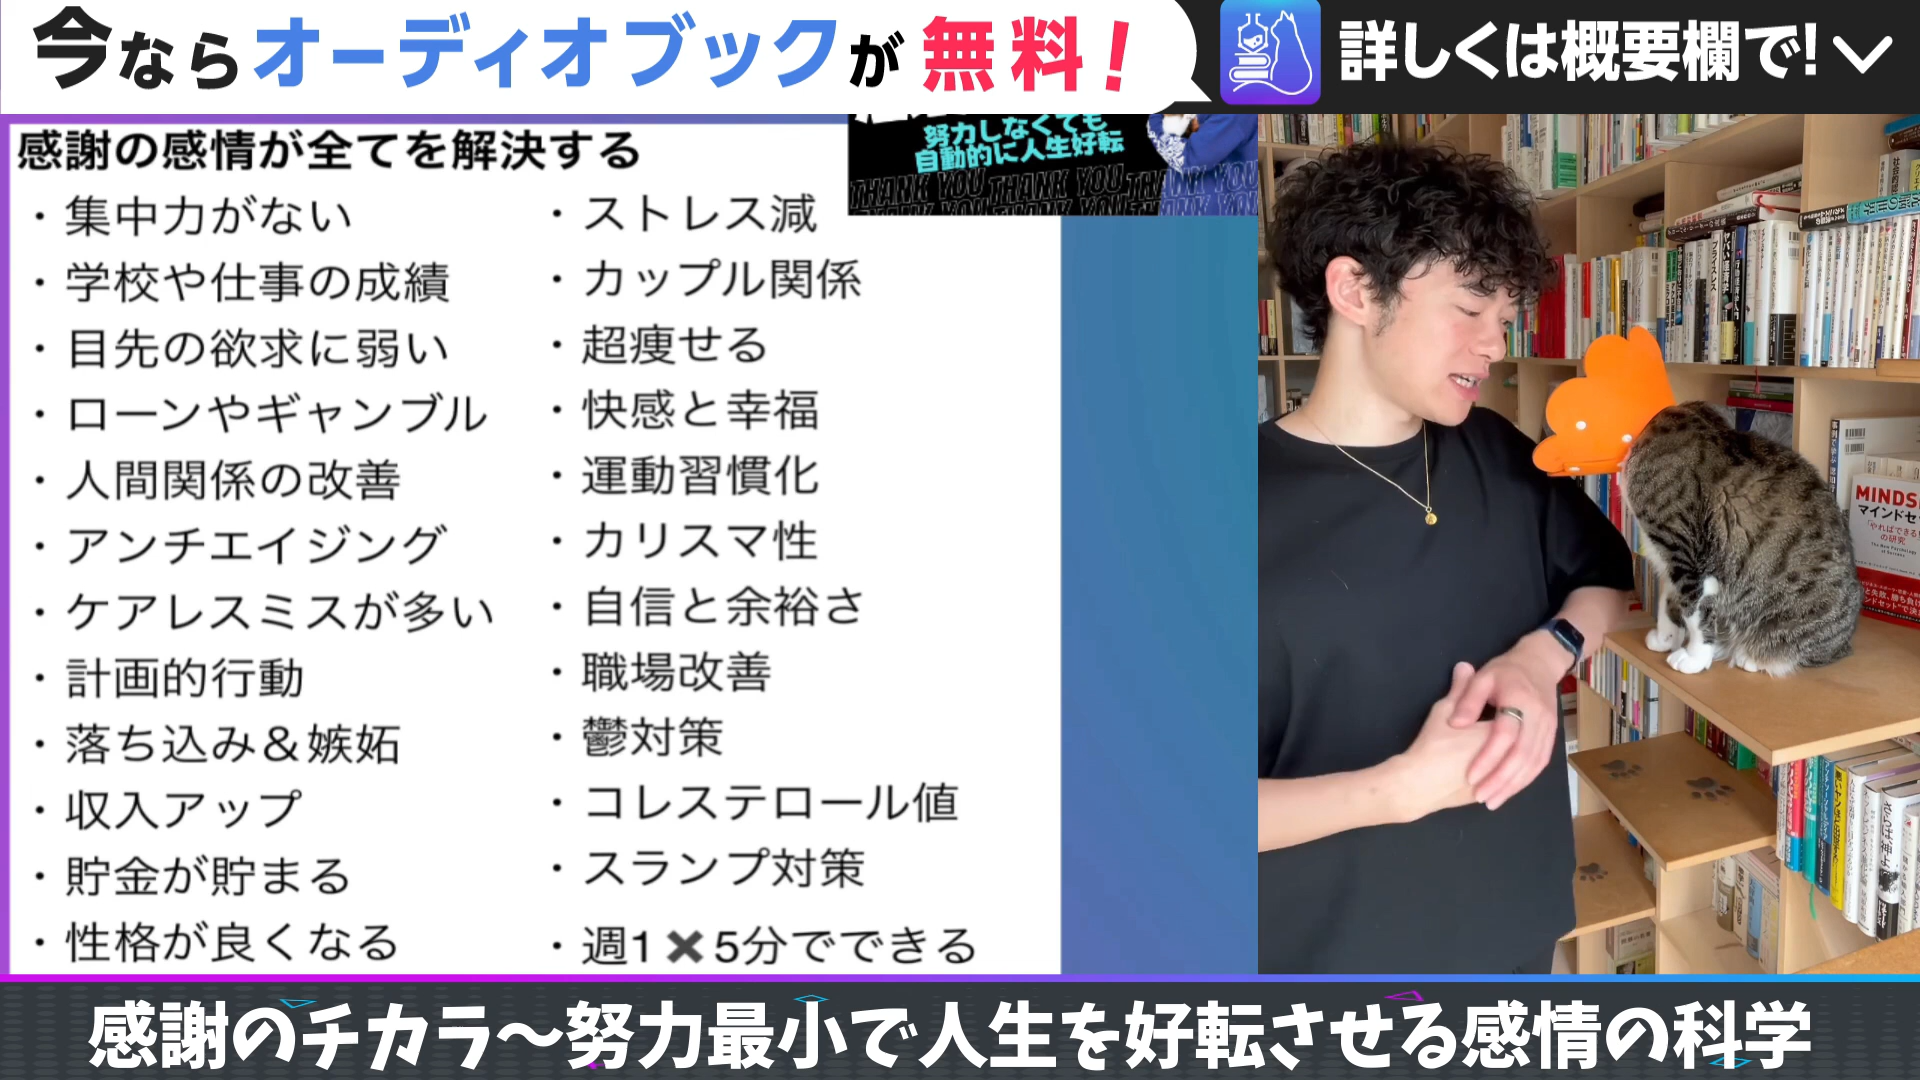 今ならオーディオブックが無料!
詳しくは概要欄で!
感謝の感情が全てを解決する
・集中力がない
・学校や仕事の成績
・目先の欲求に弱い
・ローンやギャンブル
・人間関係の改善
・アンチエイジング
・ケアレスミスが多い
・計画的行動
・落ち込み&嫉妬
・収入アップ
・貯金が貯まる
・性格が良くなる
・ストレス減
・カップル関係
・超痩せる
・快感と幸福
・運動習慣化
・カリスマ性
・自信と余裕さ
・職場改善
・鬱対策
・コレステロール値
・スランプ対策
・週1✖5分でできる
努力しなくても
自動的に人生好転
THANK YOU THANK YOU
MINDS
マインドセ
「やればできる!
の研究
感謝のチカラ〜努力最小で人生を好転させる感情の科学